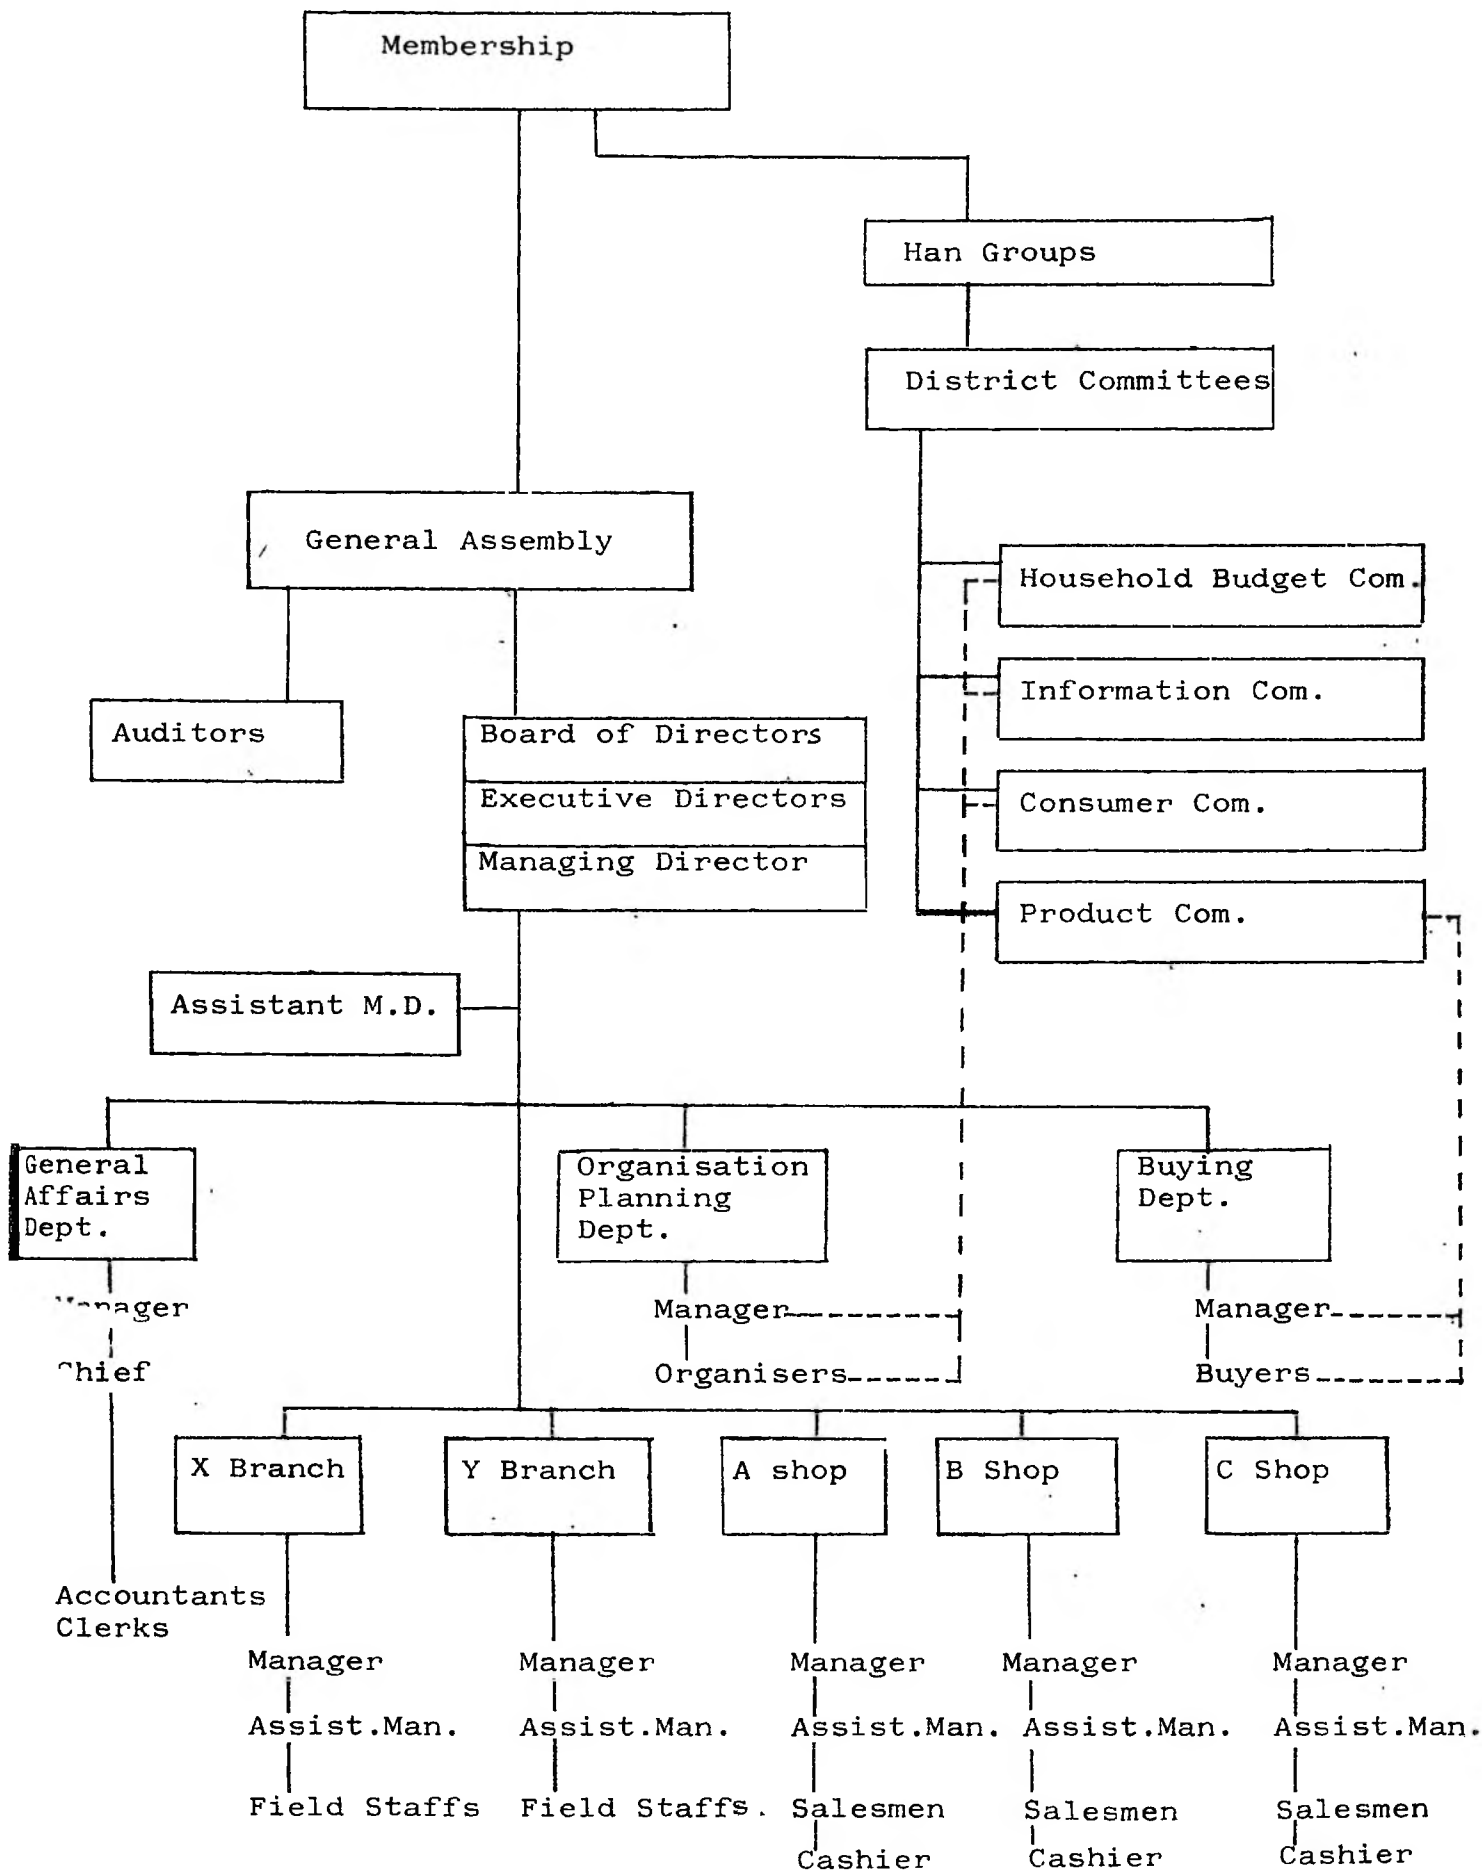 Membership
Han Groups
District Committees
General Assembly
Household Budget Com.
Information Com.
Auditors
Board of Directors
Executive Directors
Managing Director
Consumer Com.
Product Com.
Assistant M.D.
General
Affairs
Dept.
Organisation
Planning
Dept.
Buying
Dept.
Manager
Manager
Chief
Organisers
Manager
Buyers
X Branch
Y Branch
A shop
B Shop
C Shop
Accountants
Clerks
Manager
Manager
Manager
Manager
Manager
Assist.Man.
Assist.Man.
Assist.Man.
Assist.Man.
Assist.Man.
Field Staffs
Field Staffs.
Salesmen
Salesmen
Salesmen
Cashier
Cashier
Cashier